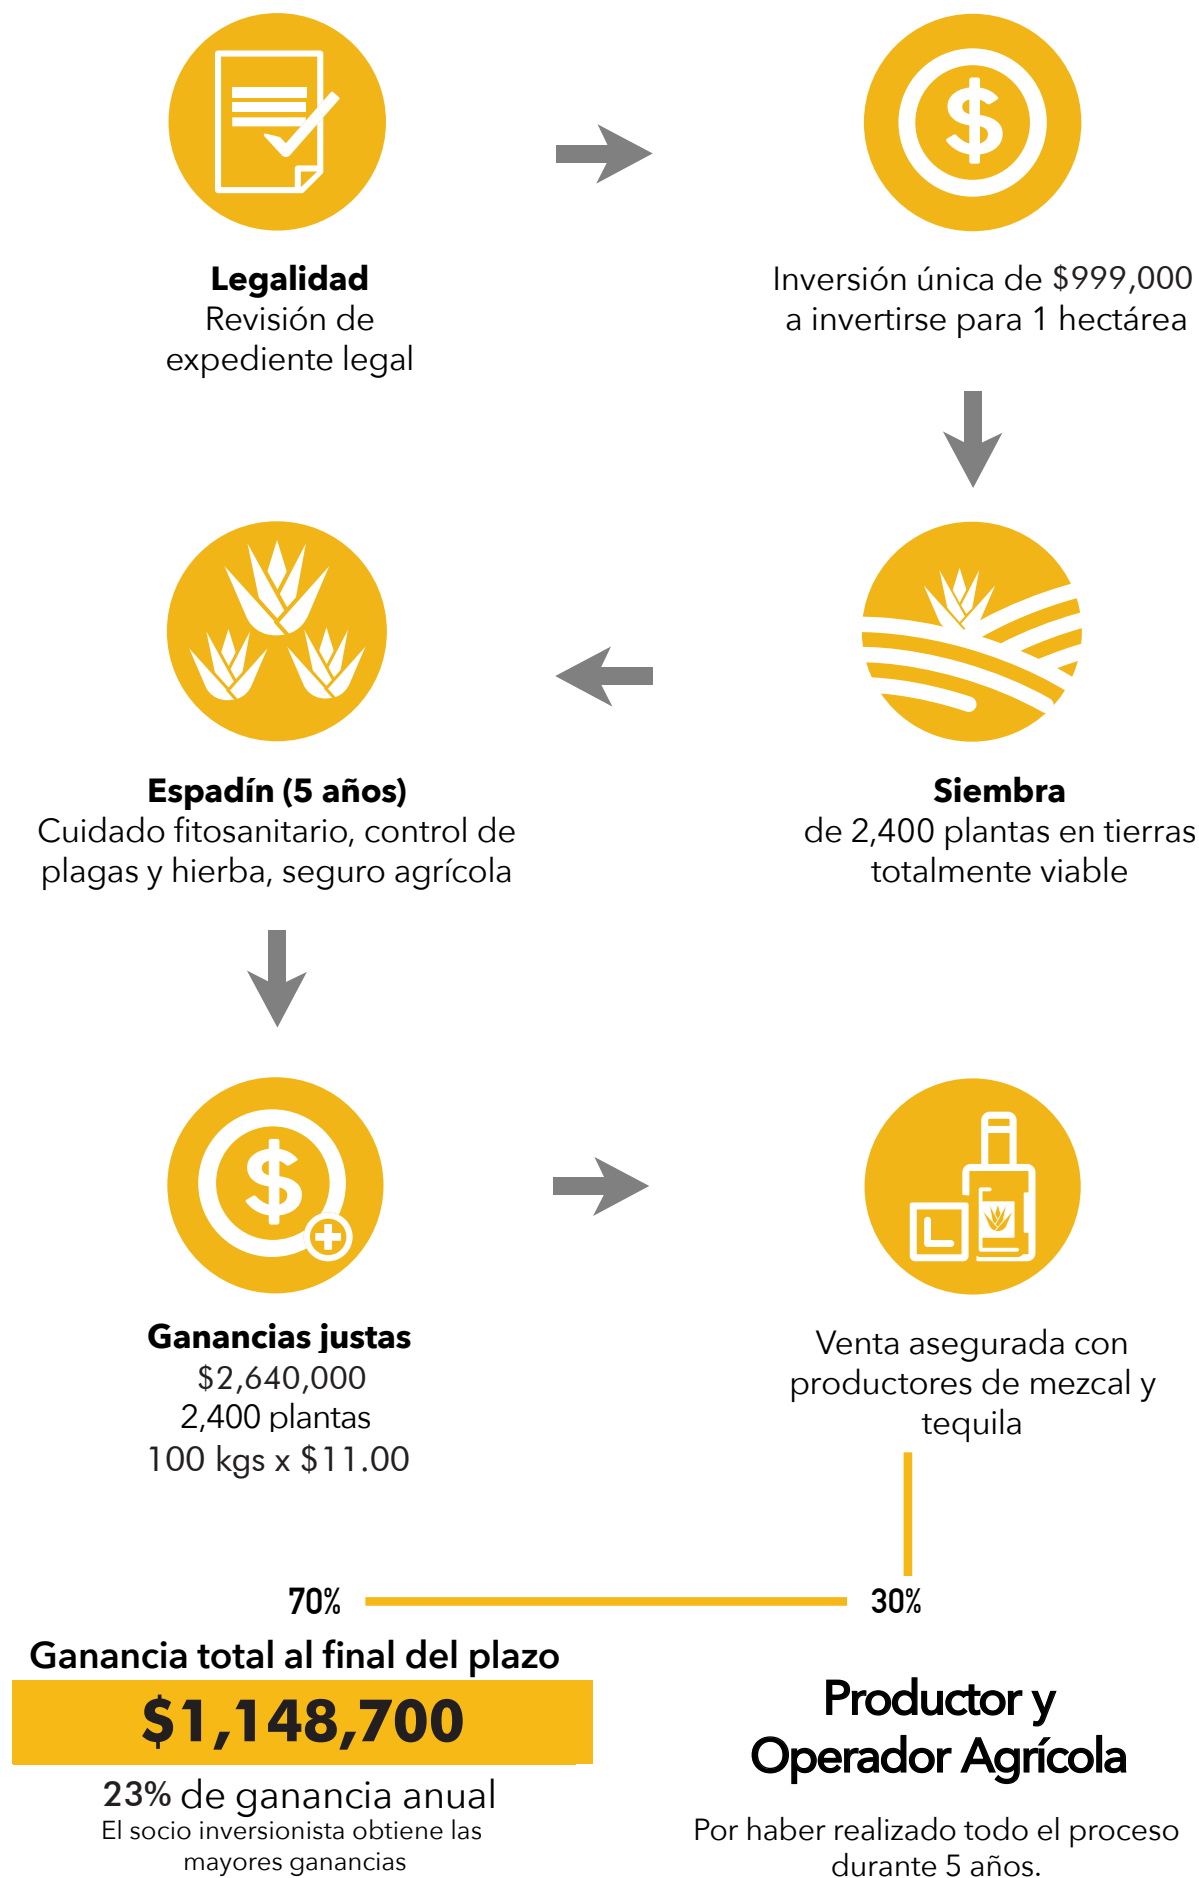 Legalidad
Revisión de
expediente legal
Inversión única de $999,000
a invertirse para 1 hectárea
Espadín (5 años)
Cuidado fitosanitario, control de
plagas y hierba, seguro agrícola
Siembra
de 2,400 plantas en tierras
totalmente viable
Ganancias justas
$2,640,000
2,400 plantas
100 kgs x $11.00
Venta asegurada con
productores de mezcal y
tequila
70%
30%
Ganancia total al final del plazo
$1,148,700
23% de ganancia anual
El socio inversionista obtiene las
mayores ganancias
Productor y
Operador Agrícola
Por haber realizado todo el proceso
durante 5 años.